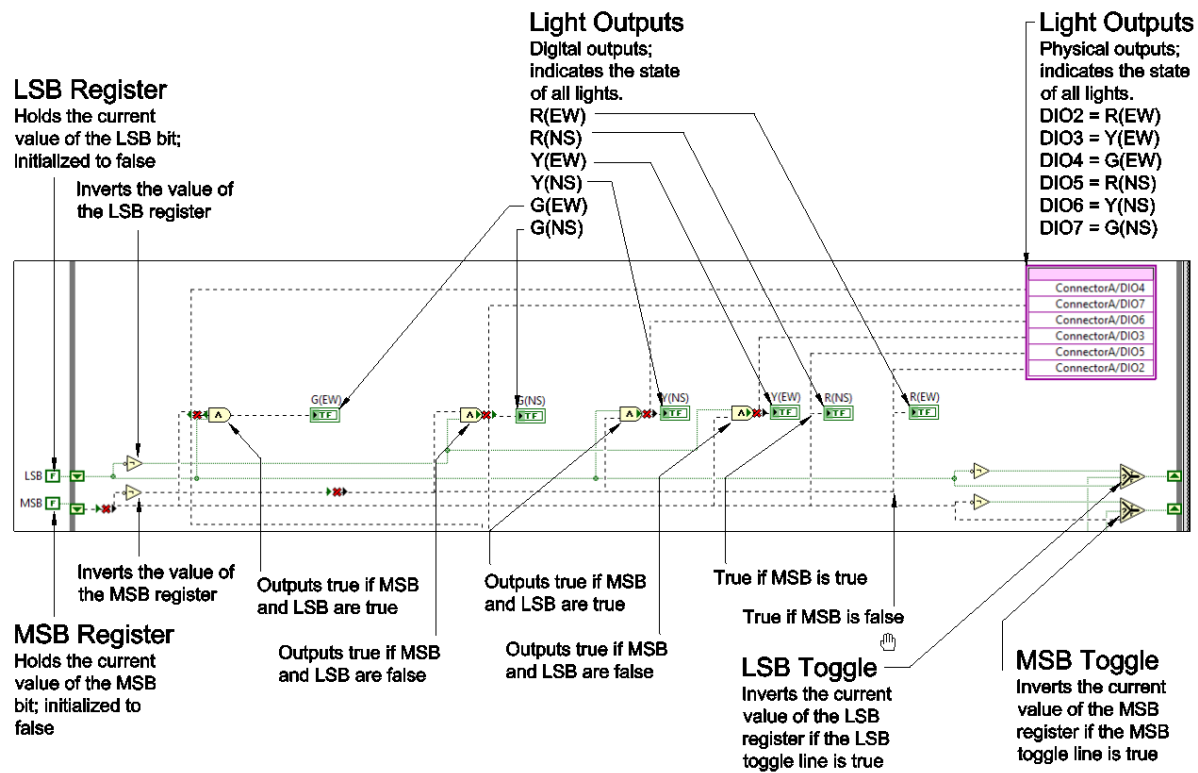 Light Outputs
Digital outputs;
indicates the state
of all lights.
R(EW)
R(NS)
Y(EW)
Y(NS)
G(EW)
G(NS)
Light Outputs
Physical outputs;
indicates the state
of all lights.
DIO2 = R(EW)
DIO3 = Y(EW)
DIO4 = G(EW)
DIO5 = R(NS)
DIO6 = Y(NS)
DIO7 = G(NS)
LSB Register
Holds the current
value of the LSB bit;
initialized to false
Inverts the value of
the LSB register
ConnectorA/DIO4
ConnectorA/DIO7
ConnectorA/DIO6
ConnectorA/DIO3
ConnectorA/DIO5
ConnectorA/DIO2
G(EW)
TF
G(NS)
TF
Y(NS)
TF
Y(EW)
TF
R(NS)
TF
R(EW)
TF
LSB F
MSB F
Inverts the value of
the MSB register
Outputs true if MSB
and LSB are true
Outputs true if MSB
and LSB are false
Outputs true if MSB
and LSB are true
Outputs true if MSB
and LSB are false
True if MSB is true
True if MSB is false
MSB Register
Holds the current
value of the MSB
bit; initialized to
false
LSB Toggle
Inverts the current
value of the LSB
register if the LSB
toggle line is true
MSB Toggle
Inverts the current
value of the MSB
register if the MSB
toggle line is true